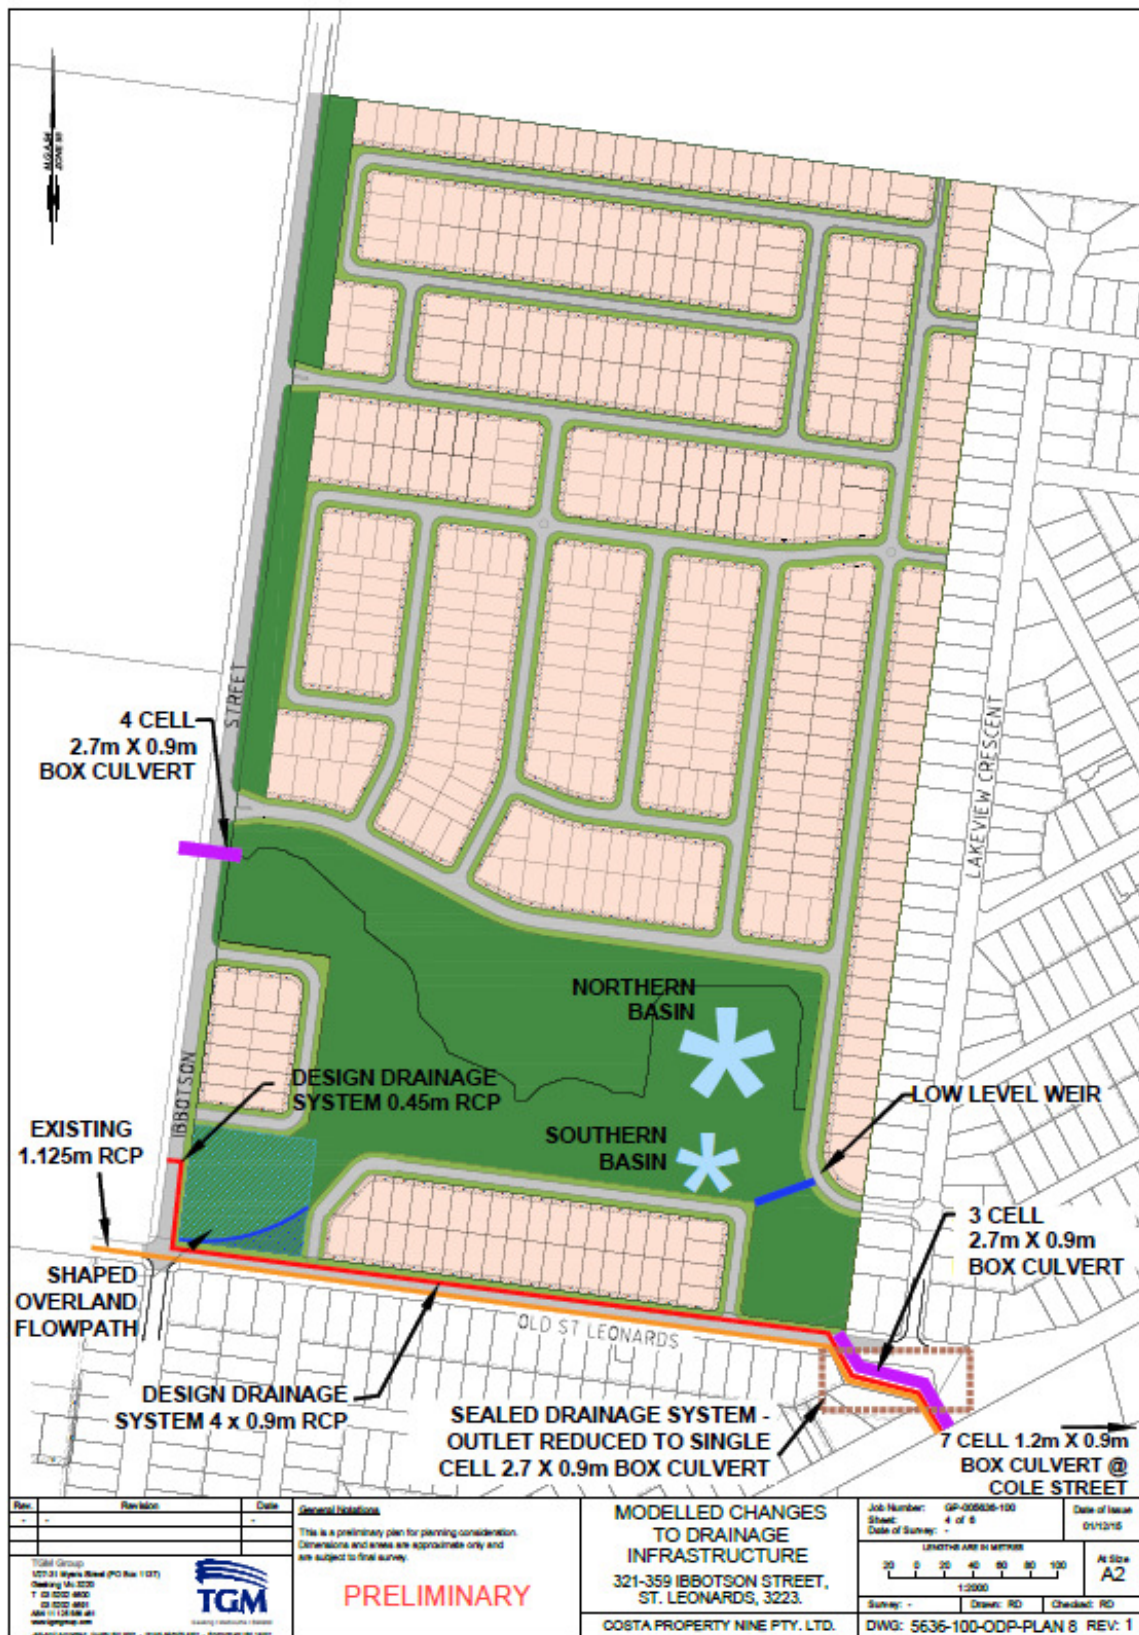 STREET
4 CELL
2.7m X 0.9m
BOX CULVERT
LAKEVIEW CRESCENT
NORTHERN
BASIN
IBBOTSON
DESIGN DRAINAGE
SYSTEM 0.45m RCP
LOW LEVEL WEIR
EXISTING
1.125m RCP
SOUTHERN
BASIN
3 CELL
2.7m X 0.9m
BOX CULVERT
SHAPED
OVERLAND
FLOWPATH
OLD ST LEONARDS
DESIGN DRAINAGE
SYSTEM 4 x 0.9m RCP
SEALED DRAINAGE SYSTEM -
OUTLET REDUCED TO SINGLE
CELL 2.7 X 0.9m BOX CULVERT
7 CELL 1.2m X 0.9m
BOX CULVERT @
COLE STREET
Rev. Revision Date
- - -
General Notations
This is a preliminary plan for planning consideration.
Dimensions and areas are approximate only and
are subject to final survey.
PRELIMINARY
TGM Group
TGM
MODELLED CHANGES
TO DRAINAGE
INFRASTRUCTURE
321-359 IBBOTSON STREET,
ST. LEONARDS, 3223.
COSTA PROPERTY NINE PTY. LTD.
Job Number:
Sheet: 4 of 6
Date of Survey: -
Date of Issue
01/12/15
LENGTHS ARE IN METRES
20 0 20 40 60 80 100
1:2000
At Size
A2
Survey: - Drawn: RD Checked: RD
DWG: 5636-100-ODP-PLAN 8 REV: 1